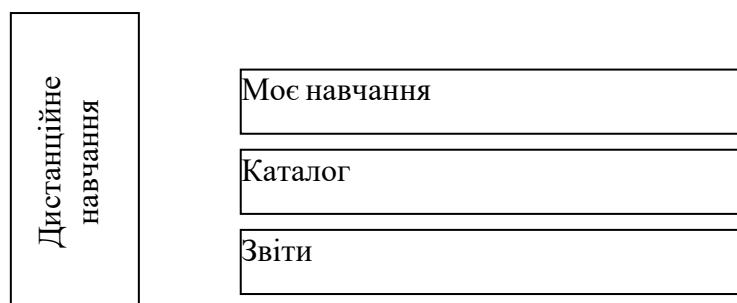 Дистанційне
навчання
Моє навчання
Каталог
Звіти